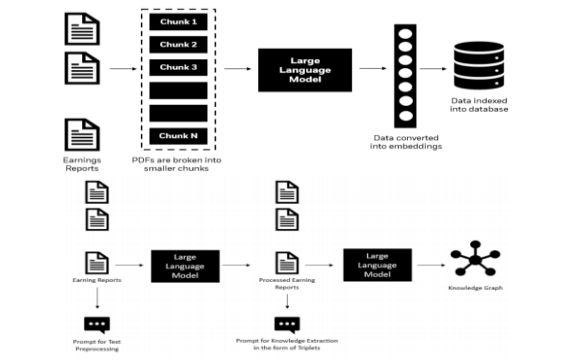 Chunk 1
Chunk 2
Chunk 3
Chunk N
Large
Language
Model
Earnings
Reports
PDFs are broken into
smaller chunks
Data converted
into embeddings
Data indexed
into database
Large
Language
Model
Large
Language
Model
Earning Reports
Processed Earning
Reports
Knowledge Graph
Prompt for Text
Preprocessing
Prompt for Knowledge Extraction
in the form of Triplets